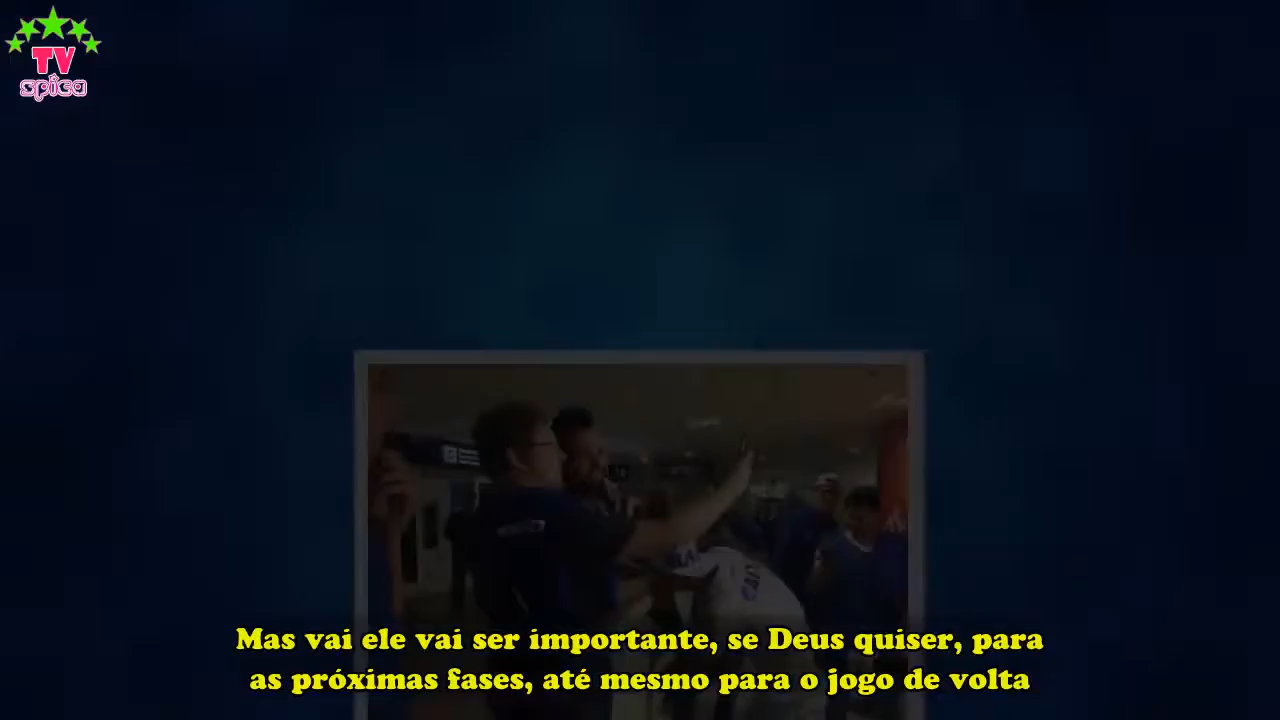 TV
spica
Mas vai ele vai ser importante, se Deus quiser, para
as próximas fases, até mesmo para o jogo de volta